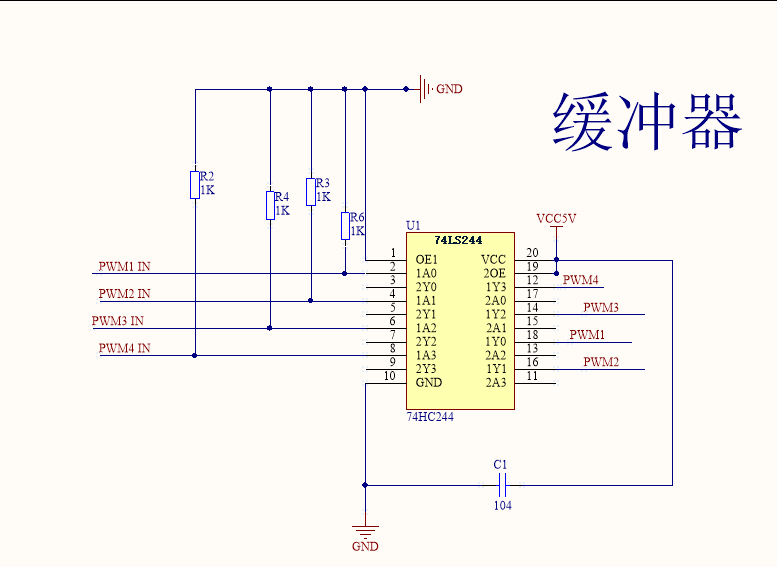 GND
缓冲器
R2
1K
R4
1K
R3
1K
R6
1K
U1
74LS244
VCC5V
1 OE1 VCC 20
PWM1 IN 2 1A0 2OE 19
3 2Y0 1Y3 12 PWM4
PWM2 IN 4 1A1 2A0 17
5 2Y1 1Y2 14 PWM3
PWM3 IN 6 1A2 2A1 15
7 2Y2 1Y0 18 PWM1
PWM4 IN 8 1A3 2A2 13
9 2Y3 1Y1 16 PWM2
10 GND 2A3 11
74HC244
C1
104
GND